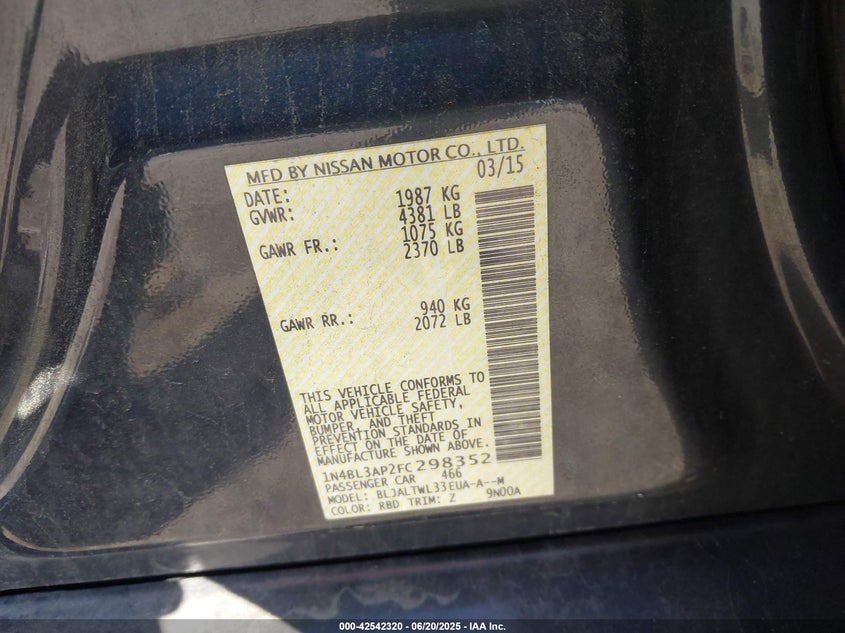 MFD BY NISSAN MOTOR CO., LTD.
DATE: 03/15
GVWR: 1987 KG
4381 LB
GAWR FR.: 1075 KG
2370 LB
GAWR RR.: 940 KG
2072 LB
THIS VEHICLE CONFORMS TO
ALL APPLICABLE FEDERAL
MOTOR VEHICLE SAFETY,
BUMPER, AND THEFT
PREVENTION STANDARDS IN
EFFECT ON THE DATE OF
MANUFACTURE SHOWN ABOVE.
1N4BL3AP2FC298352
PASSENGER CAR 466
MODEL: BLJALTWL33EUA-A--M
COLOR: RBD TRIM: Z 9N00A
000-42542320 - 06/20/2025 - IAA Inc.